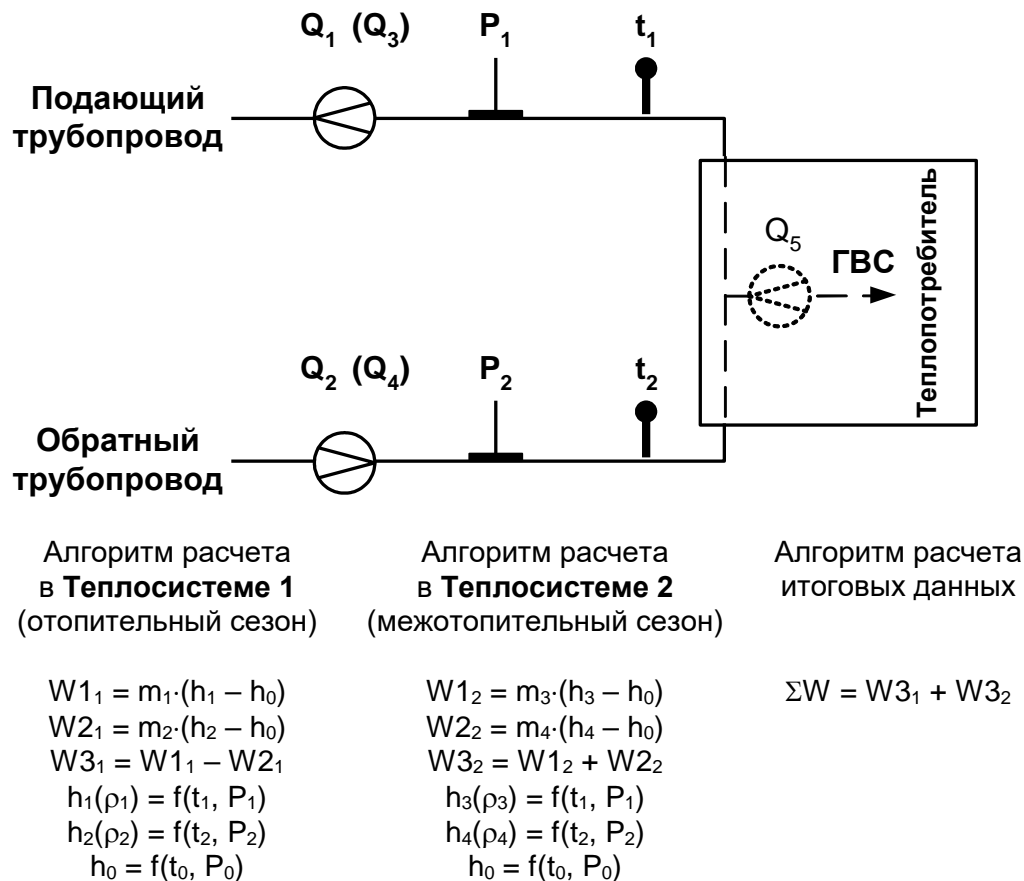 Q₁ (Q₃) P₁ t₁
Подающий
трубопровод
Q₅
ГВС
Теплопотребитель
Q₂ (Q₄) P₂ t₂
Обратный
трубопровод
Алгоритм расчета
в Теплосистеме 1
(отопительный сезон)
W1₁ = m₁·(h₁ – h₀)
W2₁ = m₂·(h₂ – h₀)
W3₁ = W1₁ – W2₁
h₁(ρ₁) = f(t₁, P₁)
h₂(ρ₂) = f(t₂, P₂)
h₀ = f(t₀, P₀)
Алгоритм расчета
в Теплосистеме 2
(межотопительный сезон)
W1₂ = m₃·(h₃ – h₀)
W2₂ = m₄·(h₄ – h₀)
W3₂ = W1₂ + W2₂
h₃(ρ₃) = f(t₁, P₁)
h₄(ρ₄) = f(t₂, P₂)
h₀ = f(t₀, P₀)
Алгоритм расчета
итоговых данных
ΣW = W3₁ + W3₂